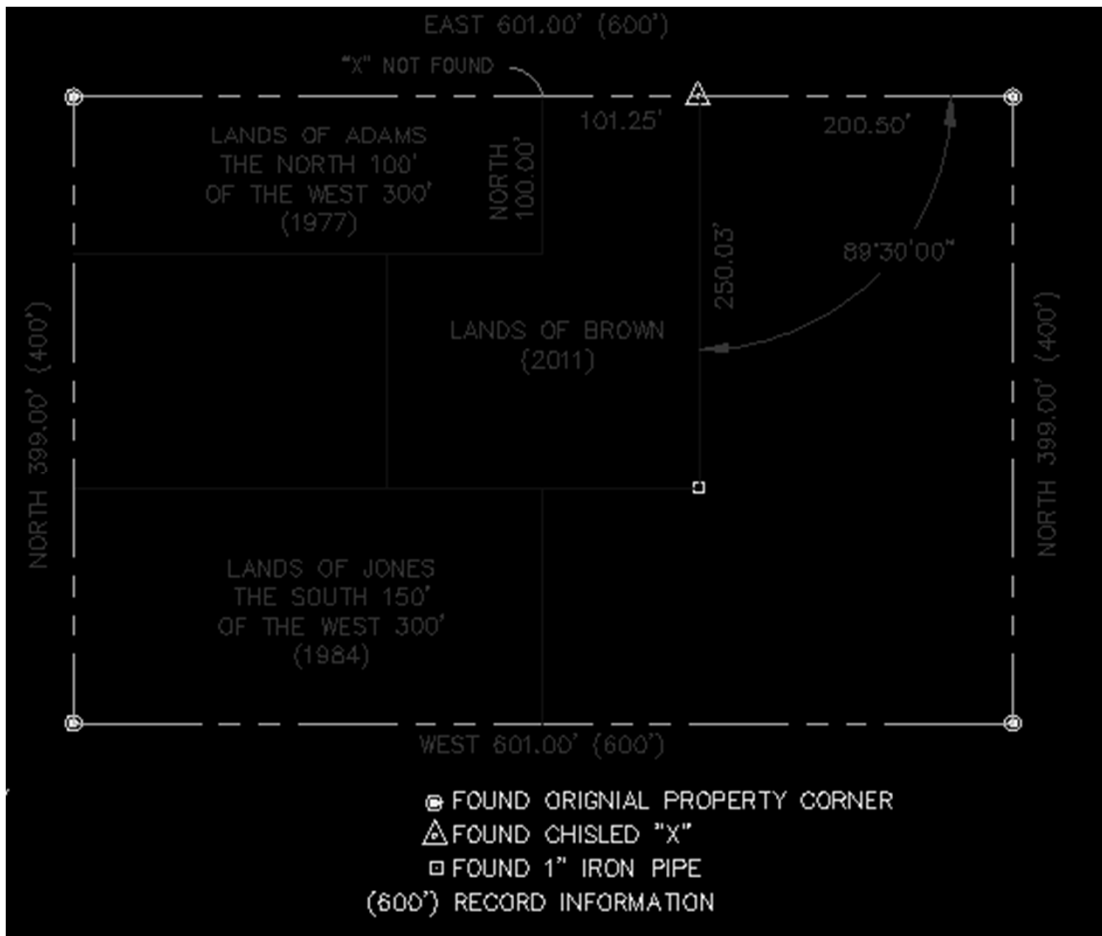 EAST 601.00' (600')
"X" NOT FOUND
101.25'
200.50'
LANDS OF ADAMS
THE NORTH 100'
OF THE WEST 300'
(1977)
NORTH
100.00'
250.03'
89°30'00"
LANDS OF BROWN
(2011)
NORTH 399.00' (400')
NORTH 399.00' (400')
LANDS OF JONES
THE SOUTH 150'
OF THE WEST 300'
(1984)
WEST 601.00' (600')
FOUND ORIGNIAL PROPERTY CORNER
FOUND CHISLED "X"
FOUND 1" IRON PIPE
(600') RECORD INFORMATION